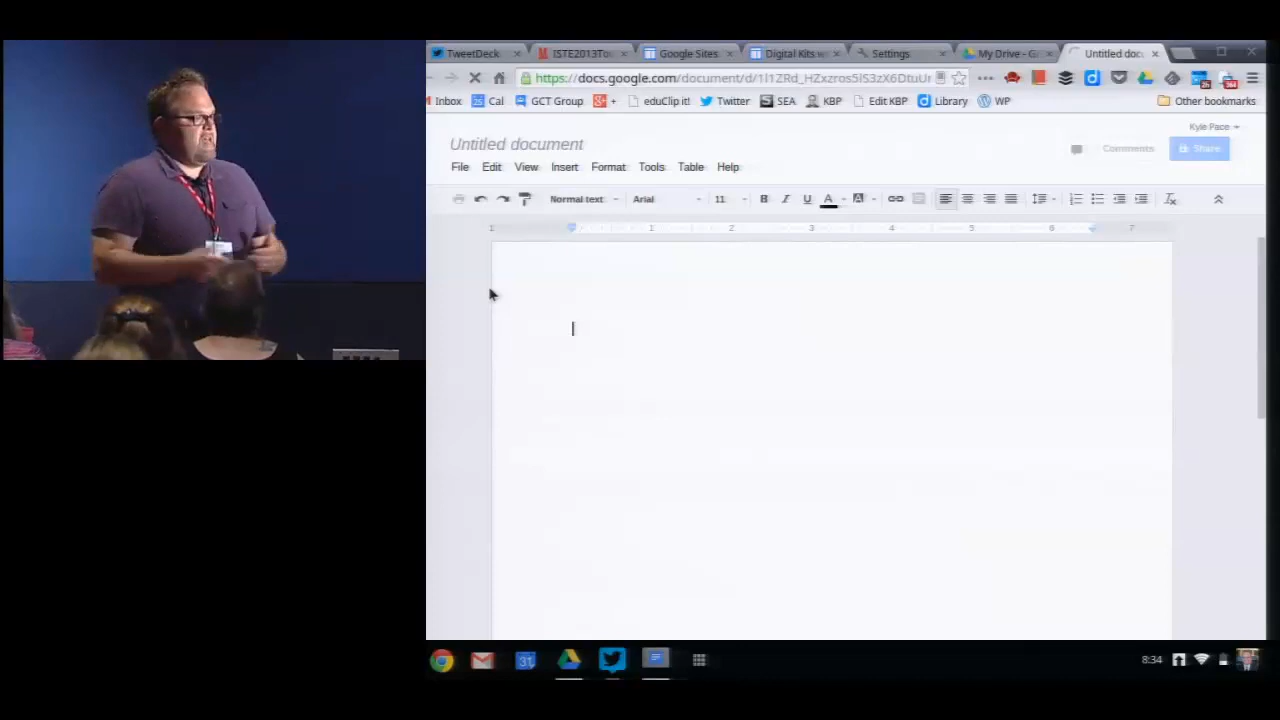 TweetDeck
ISTE2013To
Google Sites
Digital Kits
Settings
My Drive - G
Untitled doc
https://docs.google.com/document/d/
Inbox
Cal
GCT Group
+
eduClip it!
Twitter
SEA
KBP
Edit KBP
Library
WP
Other bookmarks
Untitled document
Kyle Pace
Comments
Share
File Edit View Insert Format Tools Table Help
Normal text
Arial
11
B I U A A
1 1 2 3 4 5 6 7
31
8:34